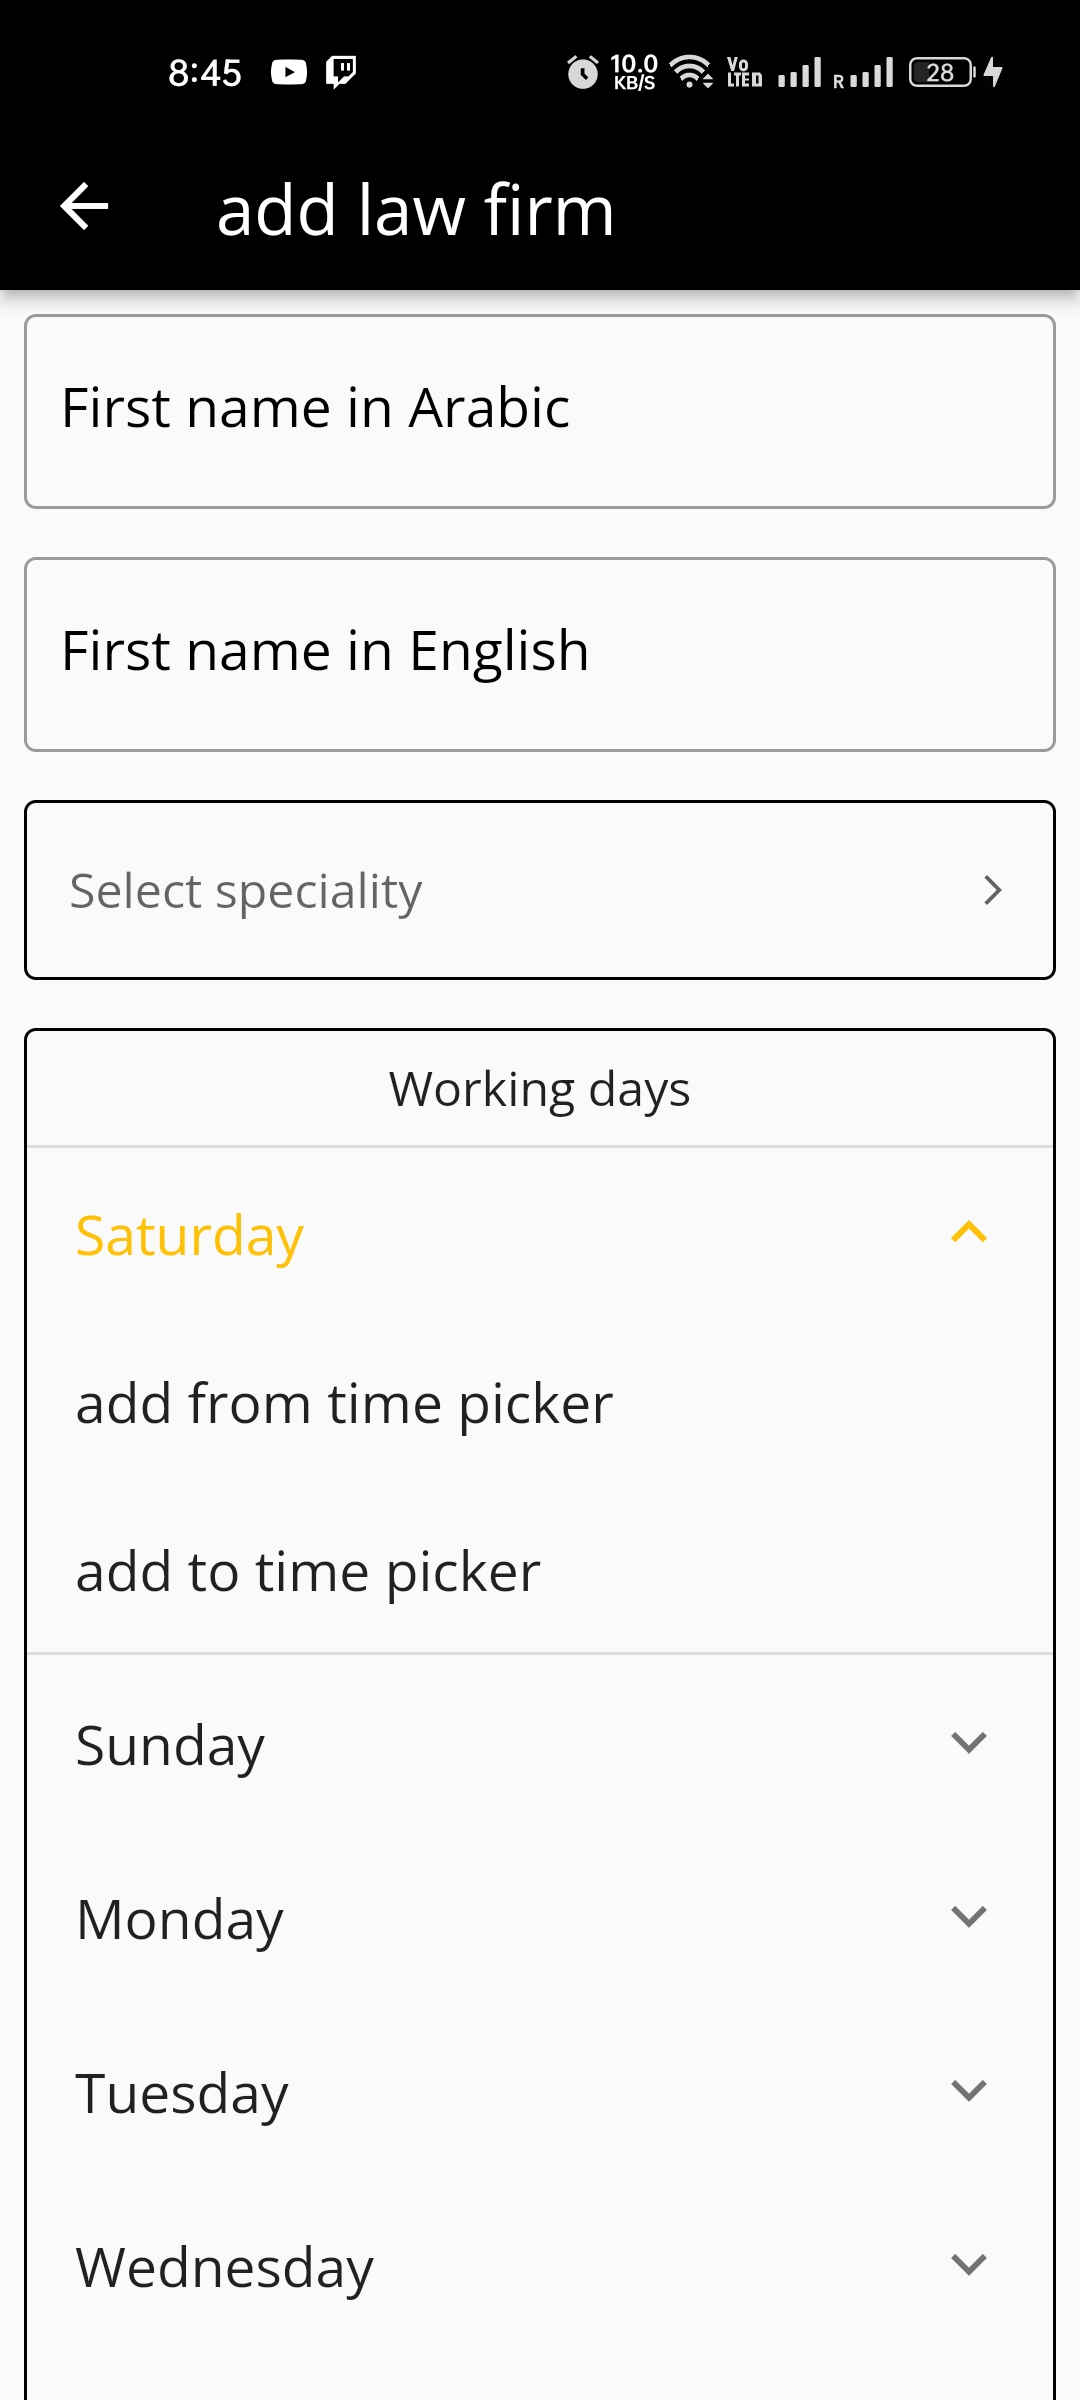 8:45
10.0
KB/S
Vo
LTED
R
28
add law firm
First name in Arabic
First name in English
Select speciality
Working days
Saturday
add from time picker
add to time picker
Sunday
Monday
Tuesday
Wednesday